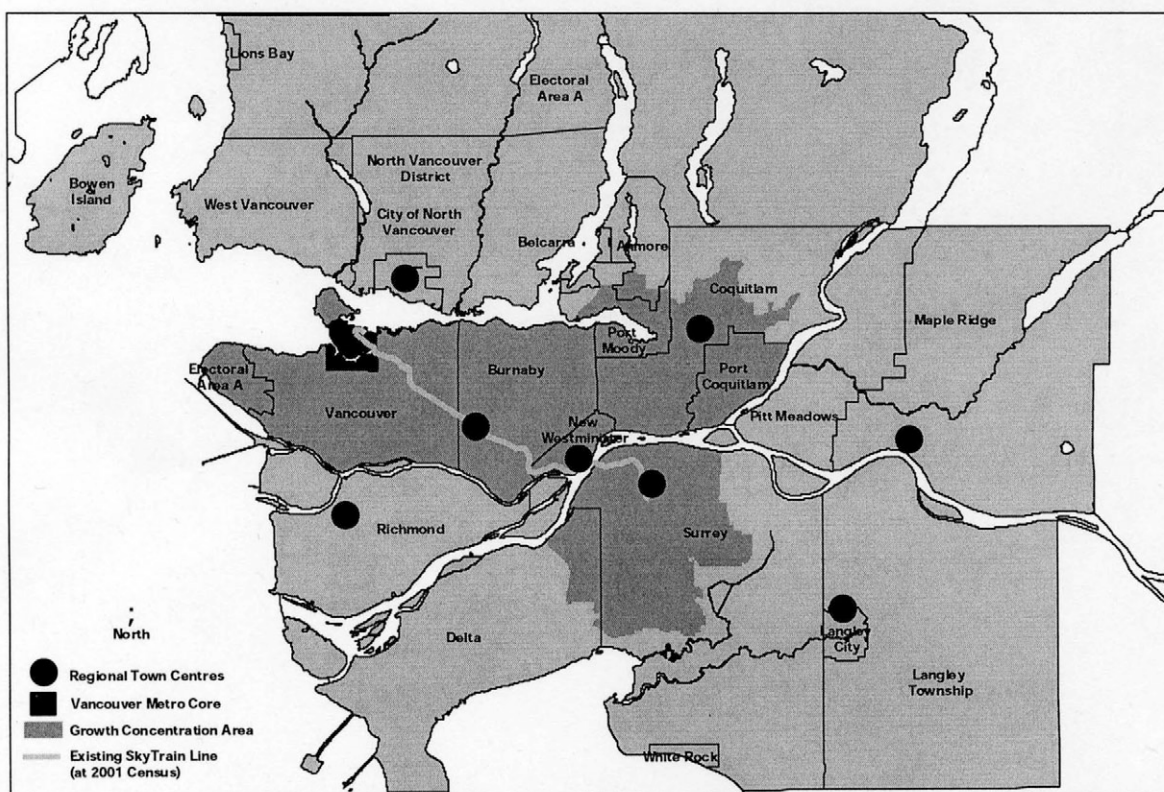 Lions Bay
Electoral
Area A
Bowen
Island
North Vancouver
District
West Vancouver
City of North
Vancouver
Belcarra
Anmore
Coquitlam
Maple Ridge
Port
Moody
Electoral
Area A
Burnaby
Port
Coquitlam
Vancouver
New
Westminster
Pitt Meadows
Richmond
Surrey
North
Delta
Langley
City
Langley
Township
White Rock
Regional Town Centres
Vancouver Metro Core
Growth Concentration Area
Existing SkyTrain Line
(at 2001 Census)